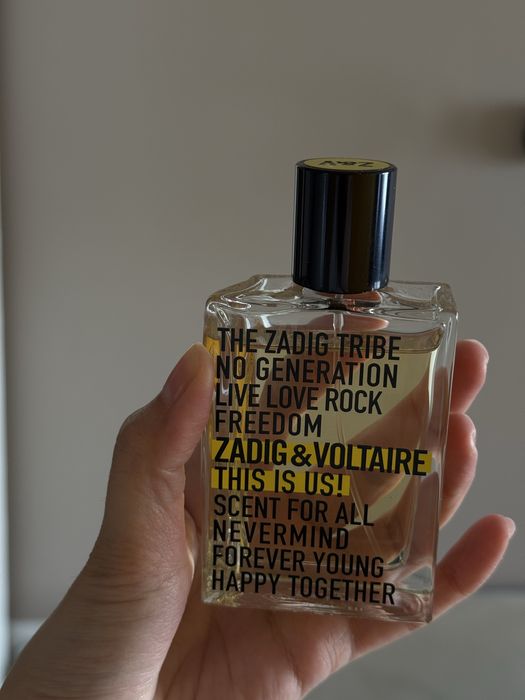 Z&V
THE ZADIG TRIBE
NO GENERATION
LIVE LOVE ROCK
FREEDOM
ZADIG&VOLTAIRE
THIS IS US!
SCENT FOR ALL
NEVERMIND
FOREVER YOUNG
HAPPY TOGETHER